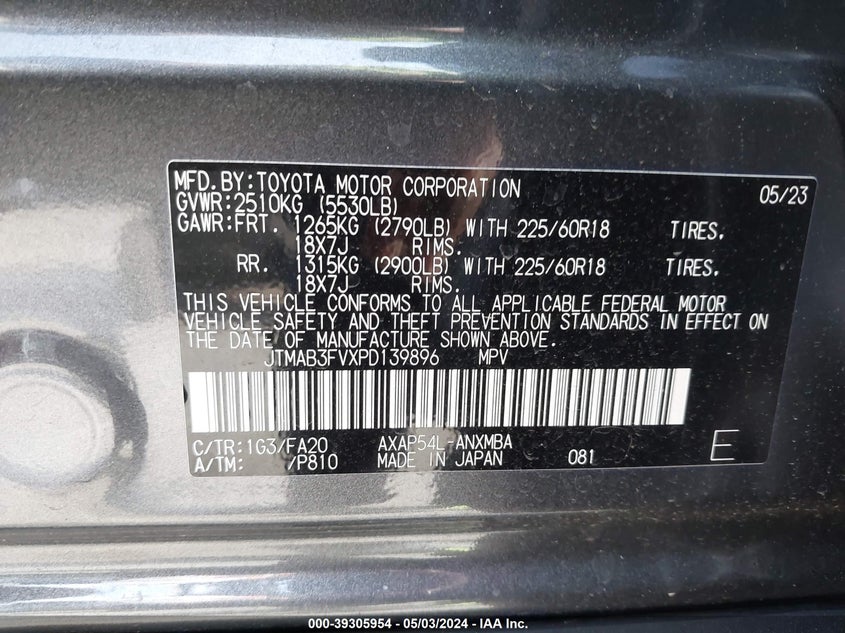 MFD.BY:TOYOTA MOTOR CORPORATION 05/23
GVWR:2510KG (5530LB)
GAWR:FRT. 1265KG (2790LB) WITH 225/60R18 TIRES.
18X7J RIMS.
RR. 1315KG (2900LB) WITH 225/60R18 TIRES.
18X7J RIMS.
THIS VEHICLE CONFORMS TO ALL APPLICABLE FEDERAL MOTOR
VEHICLE SAFETY AND THEFT PREVENTION STANDARDS IN EFFECT ON
THE DATE OF MANUFACTURE SHOWN ABOVE.
JTMAB3FVXPD139896 MPV
C/TR:1G3/FA20 AXAP54L-ANXMBA
A/TM: /P810 MADE IN JAPAN 081 E
000-39305954 - 05/03/2024 - IAA, Inc.